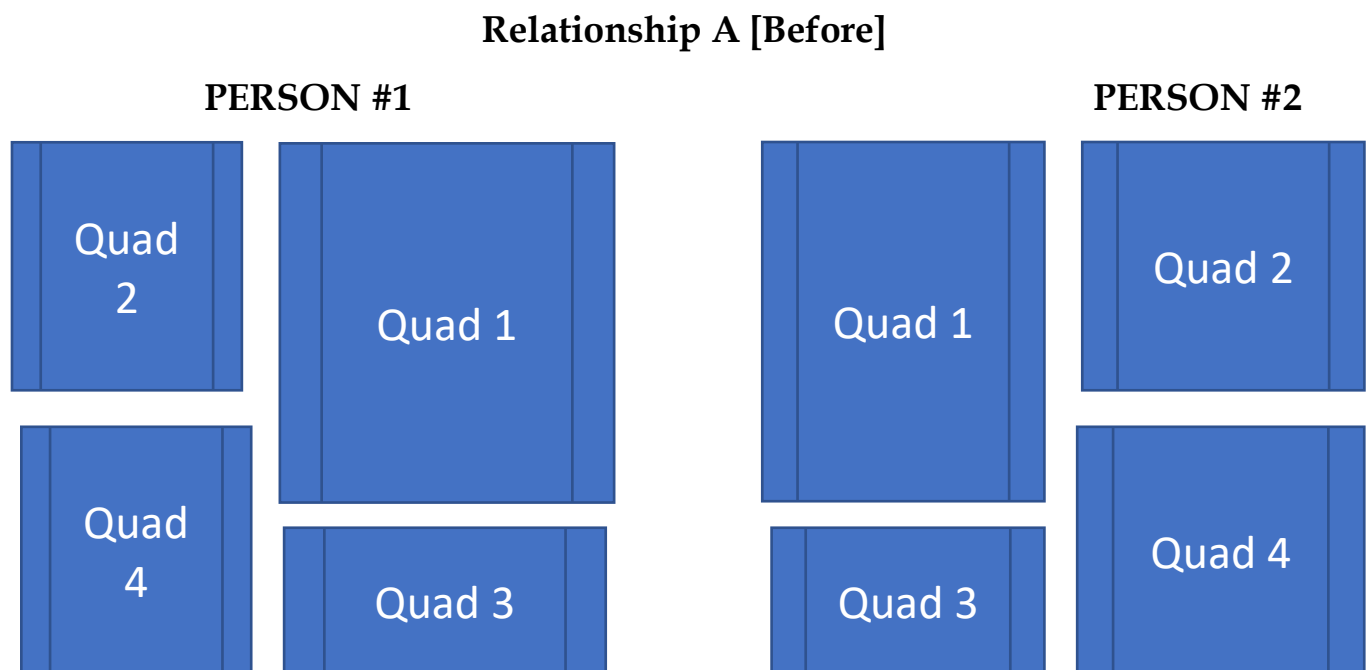 Relationship A [Before]
PERSON #1
PERSON #2
Quad
2
Quad 1
Quad
4
Quad 3
Quad 1
Quad 2
Quad 3
Quad 4